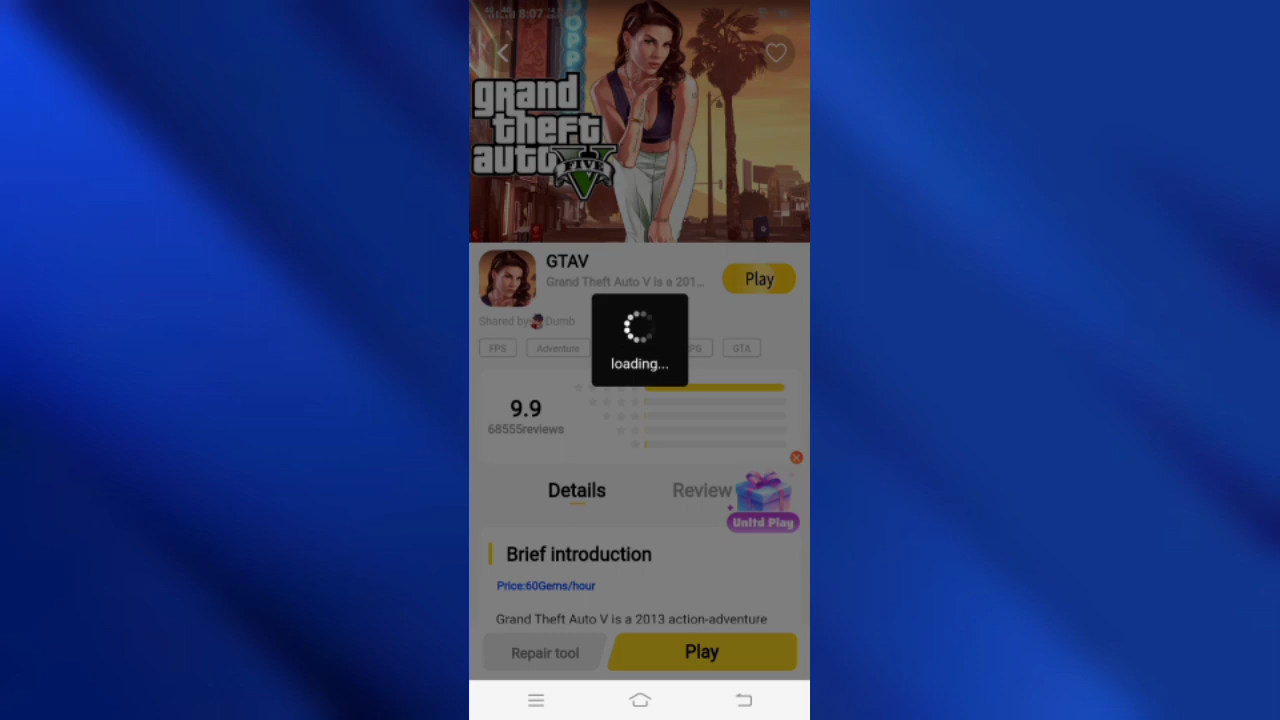 8:07
grand
theft
auto V
FIVE
GTAV
Grand Theft Auto V is a 201...
Play
Shared by Dumb
FPS
Adventure
GTA
loading...
9.9
68555reviews
Details
Review
Unltd Play
Brief introduction
Price:60Gems/hour
Grand Theft Auto V is a 2013 action-adventure
Repair tool
Play